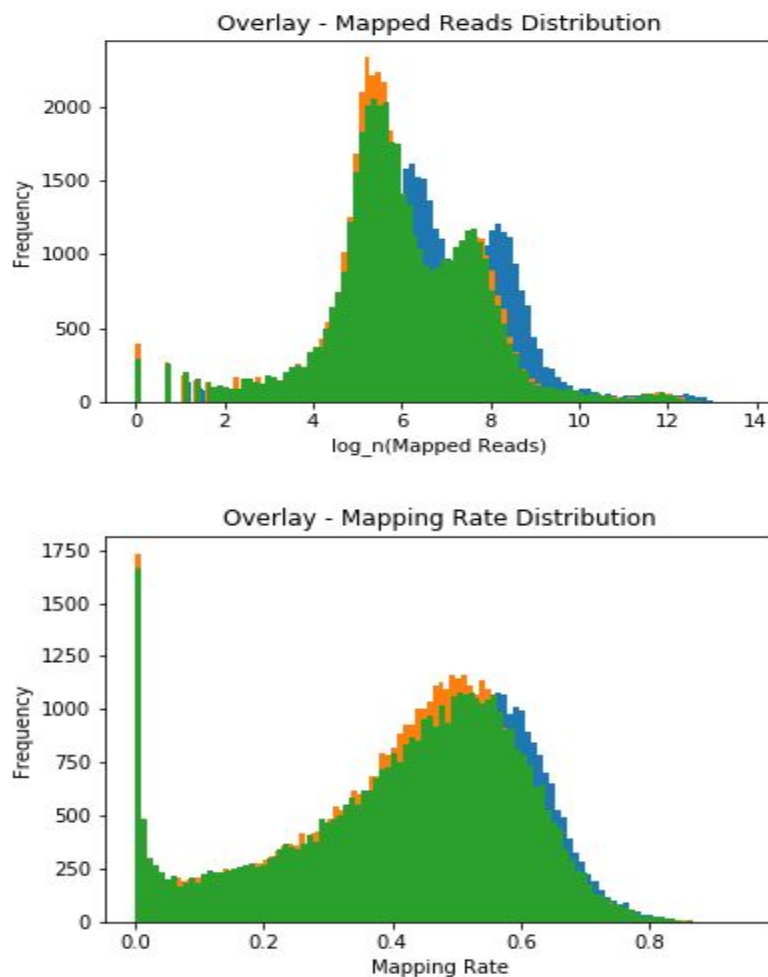 Overlay - Mapped Reads Distribution
2000
1500
1000
500
0
Frequency
0 2 4 6 8 10 12 14
log_n(Mapped Reads)
Overlay - Mapping Rate Distribution
1750
1500
1250
1000
750
500
250
0
Frequency
0.0 0.2 0.4 0.6 0.8
Mapping Rate